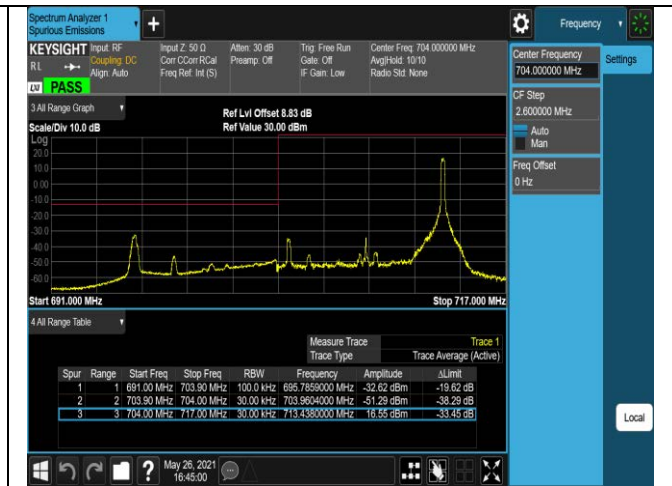 Spectrum Analyzer 1
Spurious Emissions
+
Frequency
KEYSIGHT
Input: RF
Coupling: DC
Align: Auto
Input Z: 50 Ω
Corr CCorr RCal
Freq Ref: Int (S)
Atten: 30 dB
Preamp: Off
Trig: Free Run
Gate: Off
IF Gain: Low
Center Freq: 704.000000 MHz
Avg|Hold: 10/10
Radio Std: None
RL
LXI
PASS
Center Frequency
704.000000 MHz
Settings
CF Step
2.600000 MHz
Auto
Man
Freq Offset
0 Hz
3 All Range Graph
Scale/Div 10.0 dB
Ref Lvl Offset 8.83 dB
Ref Value 30.00 dBm
Log
20.0
10.0
0.00
-10.0
-20.0
-30.0
-40.0
-50.0
-60.0
Start 691.000 MHz
Stop 717.000 MHz
4 All Range Table
Measure Trace Trace 1
Trace Type Trace Average (Active)
Spur Range Start Freq Stop Freq RBW Frequency Amplitude ΔLimit
1 1 691.00 MHz 703.90 MHz 100.0 kHz 695.7859000 MHz -32.62 dBm -19.62 dB
2 2 703.90 MHz 704.00 MHz 30.00 kHz 703.9604000 MHz -51.29 dBm -38.29 dB
3 3 704.00 MHz 717.00 MHz 30.00 kHz 713.4380000 MHz 16.55 dBm -33.45 dB
Local
?
May 26, 2021
16:45:00